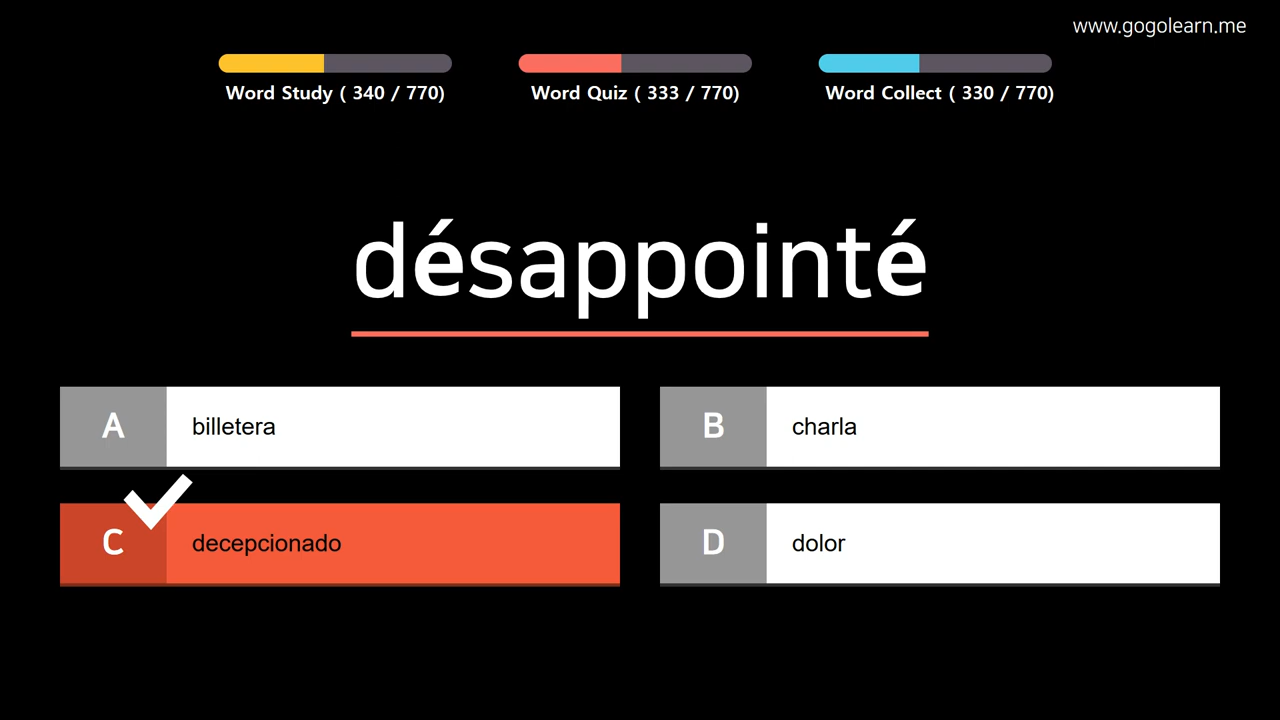 www.gogolearn.me
Word Study ( 340 / 770)
Word Quiz ( 333 / 770)
Word Collect ( 330 / 770)
désappointé
A
billetera
B
charla
C
decepcionado
D
dolor